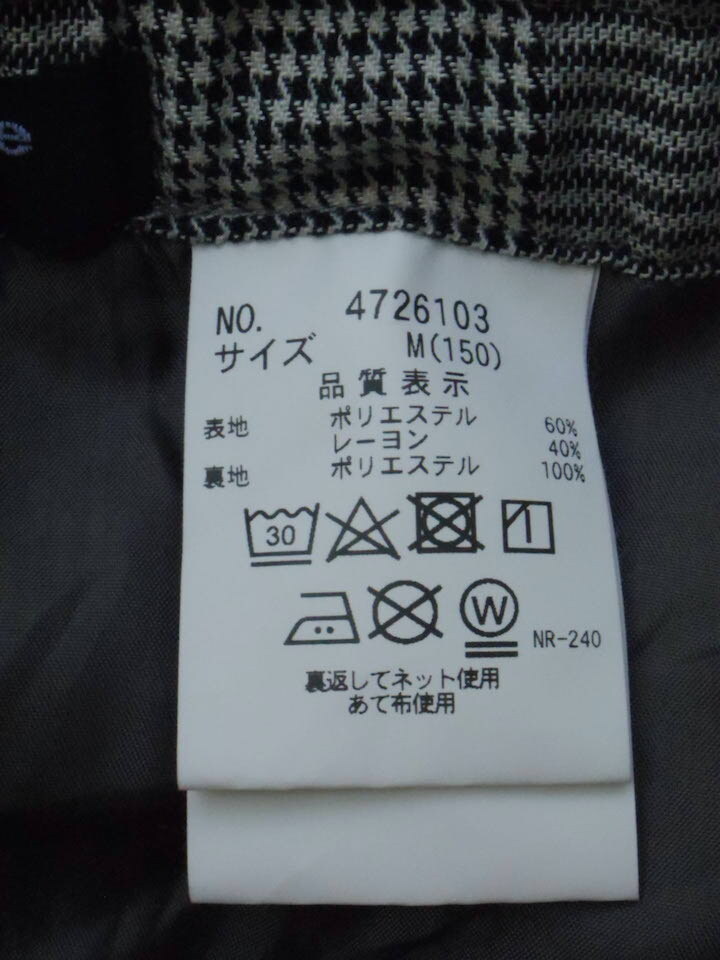 e
NO. 4726103
サイズ M(150)
品質表示
表地 ポリエステル 60%
レーヨン 40%
裏地 ポリエステル 100%
30
W NR-240
裏返してネット使用
あて布使用